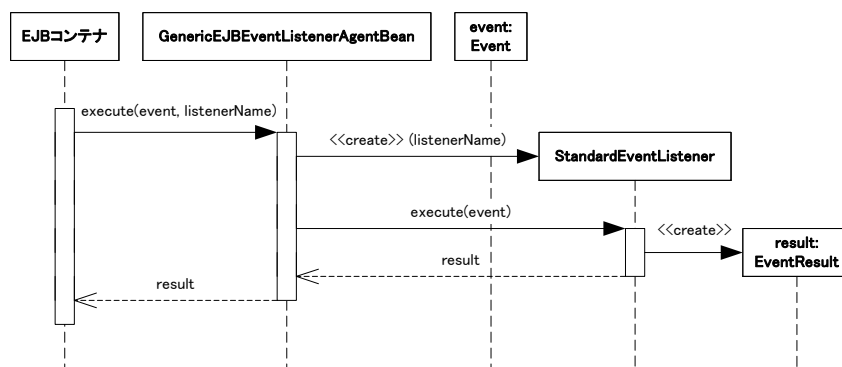 EJBコンテナ
GenericEJBEventListenerAgentBean
event:
Event
execute(event, listenerName)
<<create>> (listenerName)
StandardEventListener
execute(event)
<<create>>
result:
EventResult
result
result